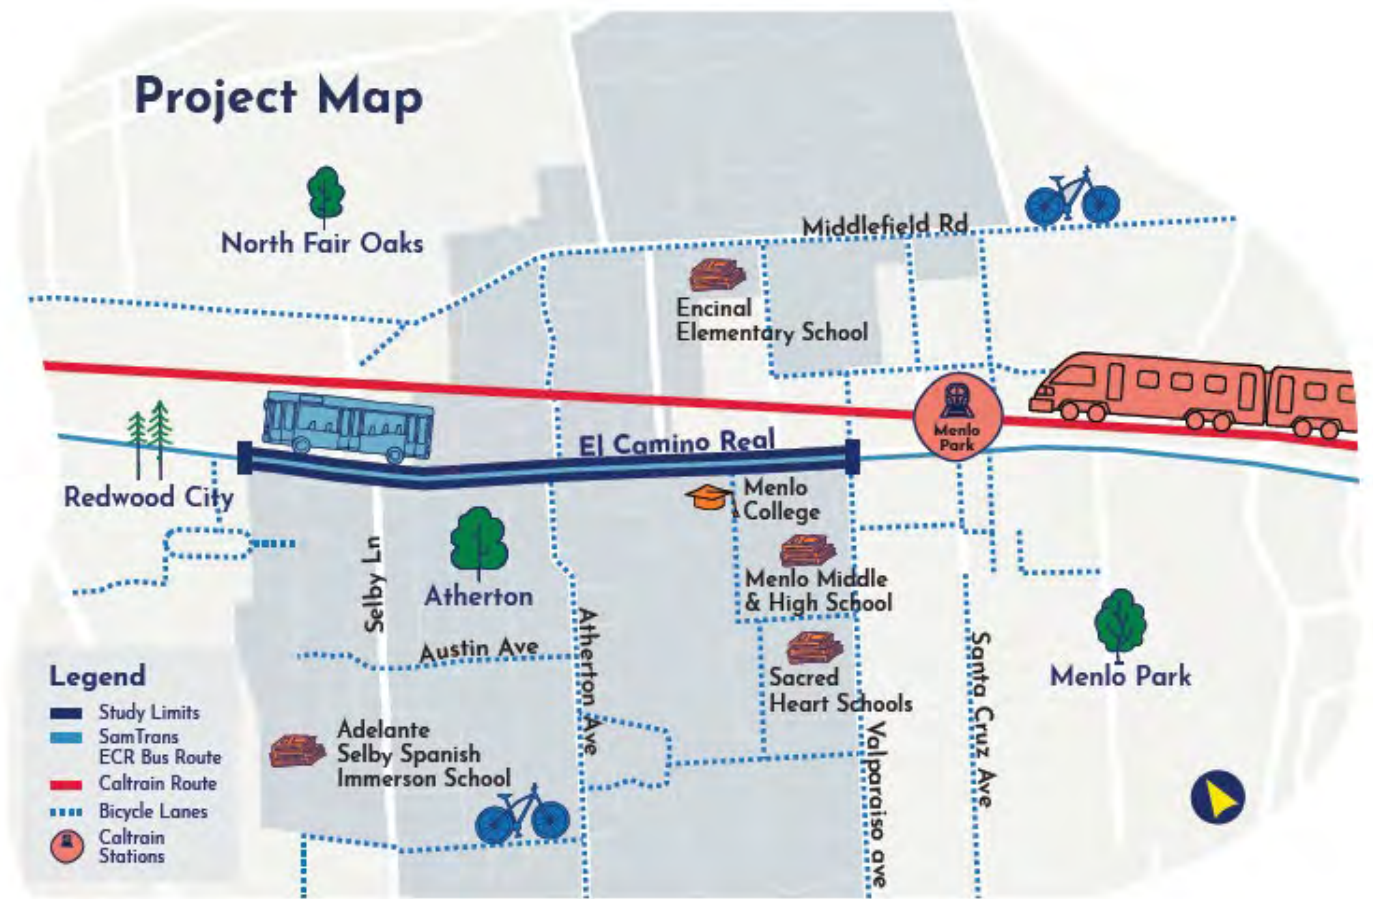 Project Map
North Fair Oaks
Middlefield Rd
Encinal
Elementary School
El Camino Real
Menlo
Park
Redwood City
Menlo
College
Selby Ln
Atherton
Menlo Middle
& High School
Austin Ave
Atherton Ave
Sacred
Heart Schools
Santa Cruz Ave
Menlo Park
Valparaiso ave
Adelante
Selby Spanish
Immerson School
Legend
Study Limits
SamTrans
ECR Bus Route
Caltrain Route
Bicycle Lanes
Caltrain
Stations